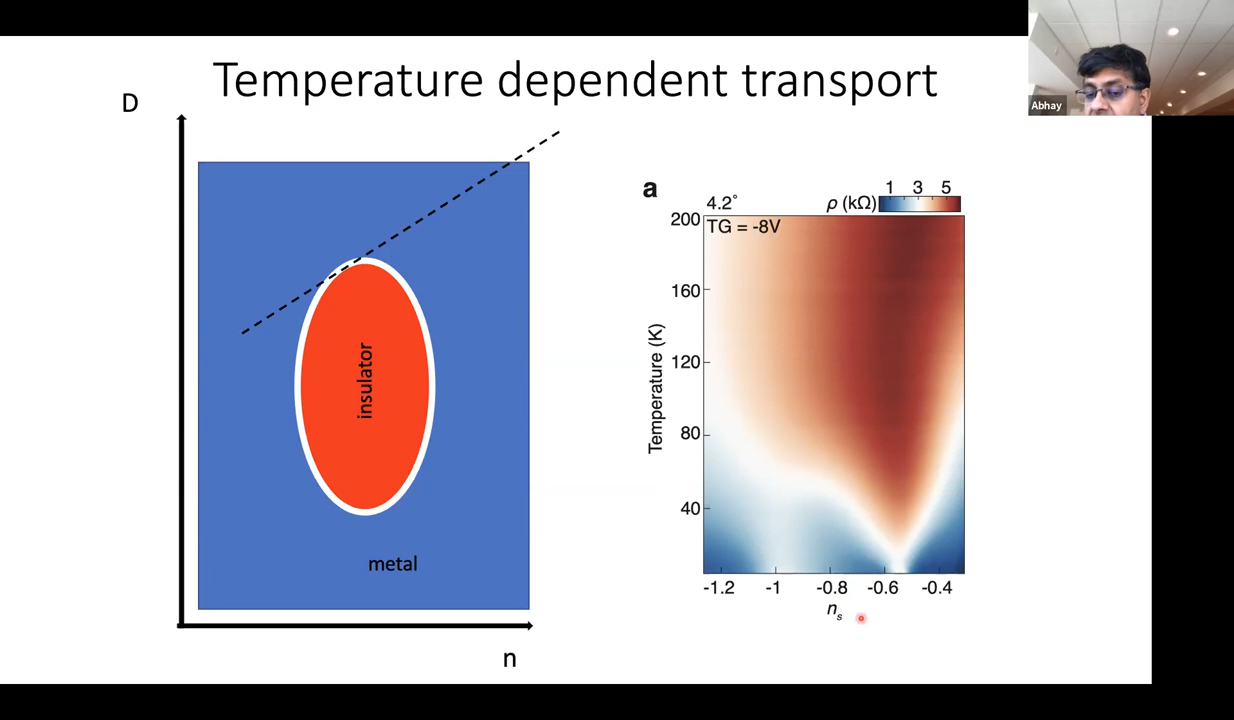 Temperature dependent transport
Abhay
D
insulator
metal
n
a
4.2°
ρ (kΩ)
1 3 5
TG = -8V
200
160
120
80
40
Temperature (K)
-1.2 -1 -0.8 -0.6 -0.4
nₛ